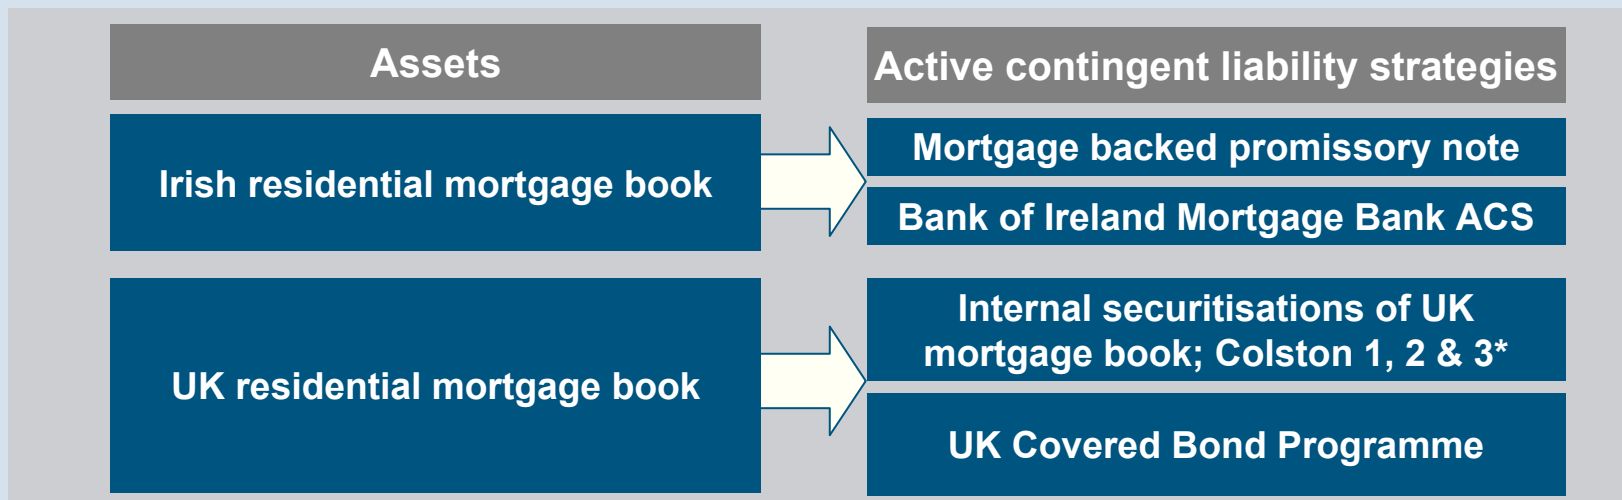 Assets
Active contingent liability strategies
Irish residential mortgage book
Mortgage backed promissory note
Bank of Ireland Mortgage Bank ACS
UK residential mortgage book
Internal securitisations of UK
mortgage book; Colston 1, 2 & 3*
UK Covered Bond Programme